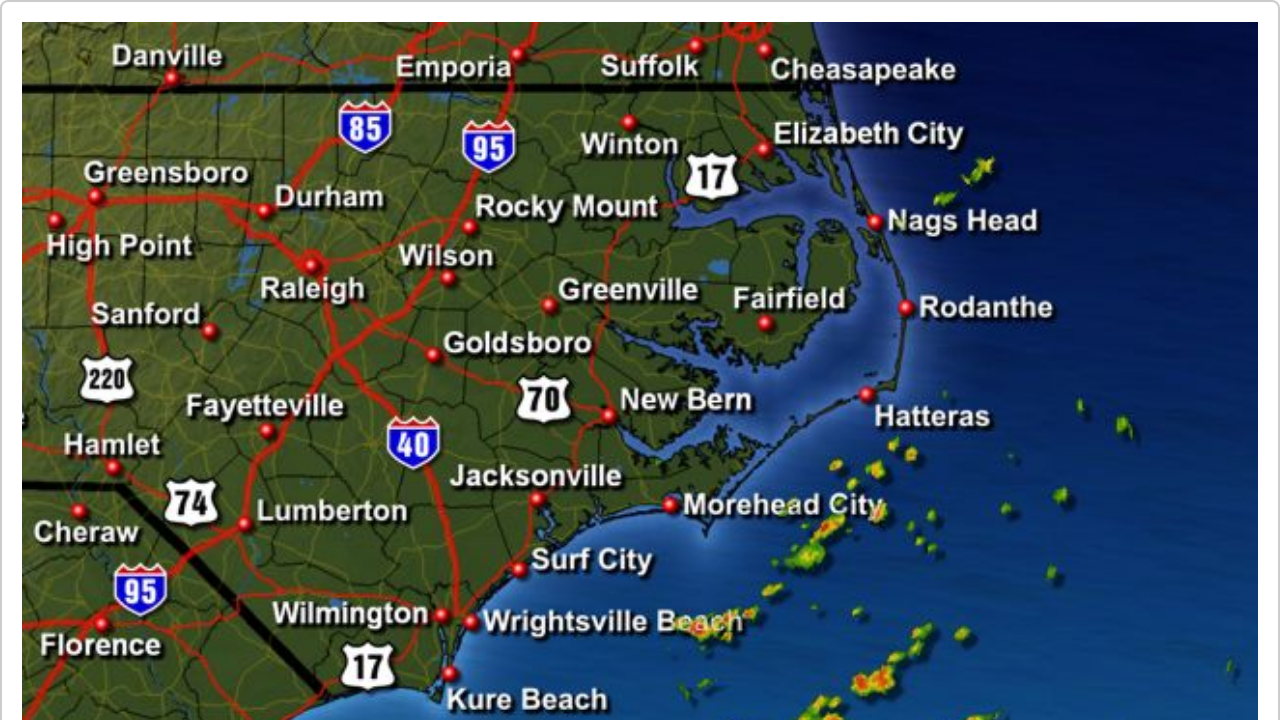 Danville
Emporia
Suffolk
Cheasapeake
85
95
Winton
Elizabeth City
17
Greensboro
Durham
Rocky Mount
Nags Head
High Point
Wilson
Raleigh
Greenville
Fairfield
Rodanthe
Sanford
Goldsboro
220
70
New Bern
Fayetteville
Hatteras
40
Hamlet
Jacksonville
74
Lumberton
Morehead City
Cheraw
Surf City
95
Wilmington
Wrightsville Beach
Florence
17
Kure Beach